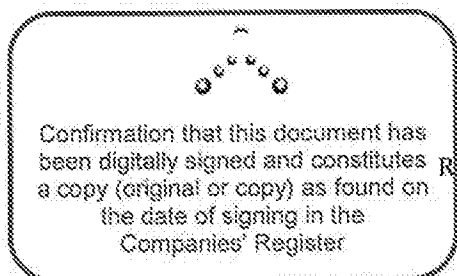 Confirmation that this document has
been digitally signed and constitutes
a copy (original or copy) as found on
the date of signing in the
Companies' Register
R